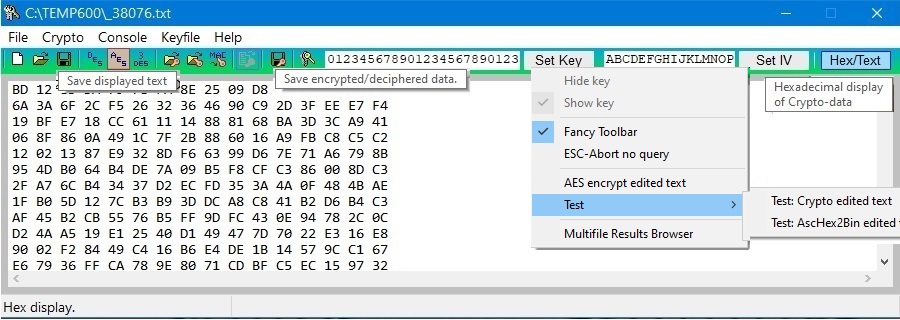 C:\TEMP600\_38076.txt
File Crypto Console Keyfile Help
DES AES 3DES MAC 01234567890123456789012345678901 23 Set Key ABCDEFGHIJKLMNOP Set IV Hex/Text
Save displayed text
Save encrypted/deciphered data.
Hexadecimal display
of Crypto-data
BD 12 8E 25 09 D8
6A 3A 6F 2C F5 26 32 36 46 90 C9 2D 3F EE E7 F4
19 BF E7 18 CC 61 11 14 88 81 68 BA 3D 3C A9 41
06 8F 86 0A 49 1C 7F 2B 88 60 16 A9 FB C8 C5 C2
12 02 13 87 E9 32 8D F6 63 99 D6 7E 71 A6 79 8B
95 4D B0 64 B4 DE 7A 09 B5 F8 CF C3 86 00 8D C3
2F A7 6C B4 34 37 D2 EC FD 35 3A 4A 0F 48 4B AE
1F B0 5D 12 7C B3 B9 3D DC A8 C8 41 B2 D6 B4 C3
AF 45 B2 CB 55 76 B5 FF 9D FC 43 0E 94 78 2C 0C
D2 4A A5 19 E1 25 40 D1 49 47 7D 70 22 E3 16 E8
90 02 F2 84 49 C4 16 B6 E4 DE 1B 14 57 9C C1 67
E6 79 36 FF CA 78 9E 80 71 CD BF C5 EC 15 97 32
Hide key
Show key
Fancy Toolbar
ESC-Abort no query
AES encrypt edited text
Test
Multifile Results Browser
Test: Crypto edited text
Test: AscHex2Bin edited
Hex display.